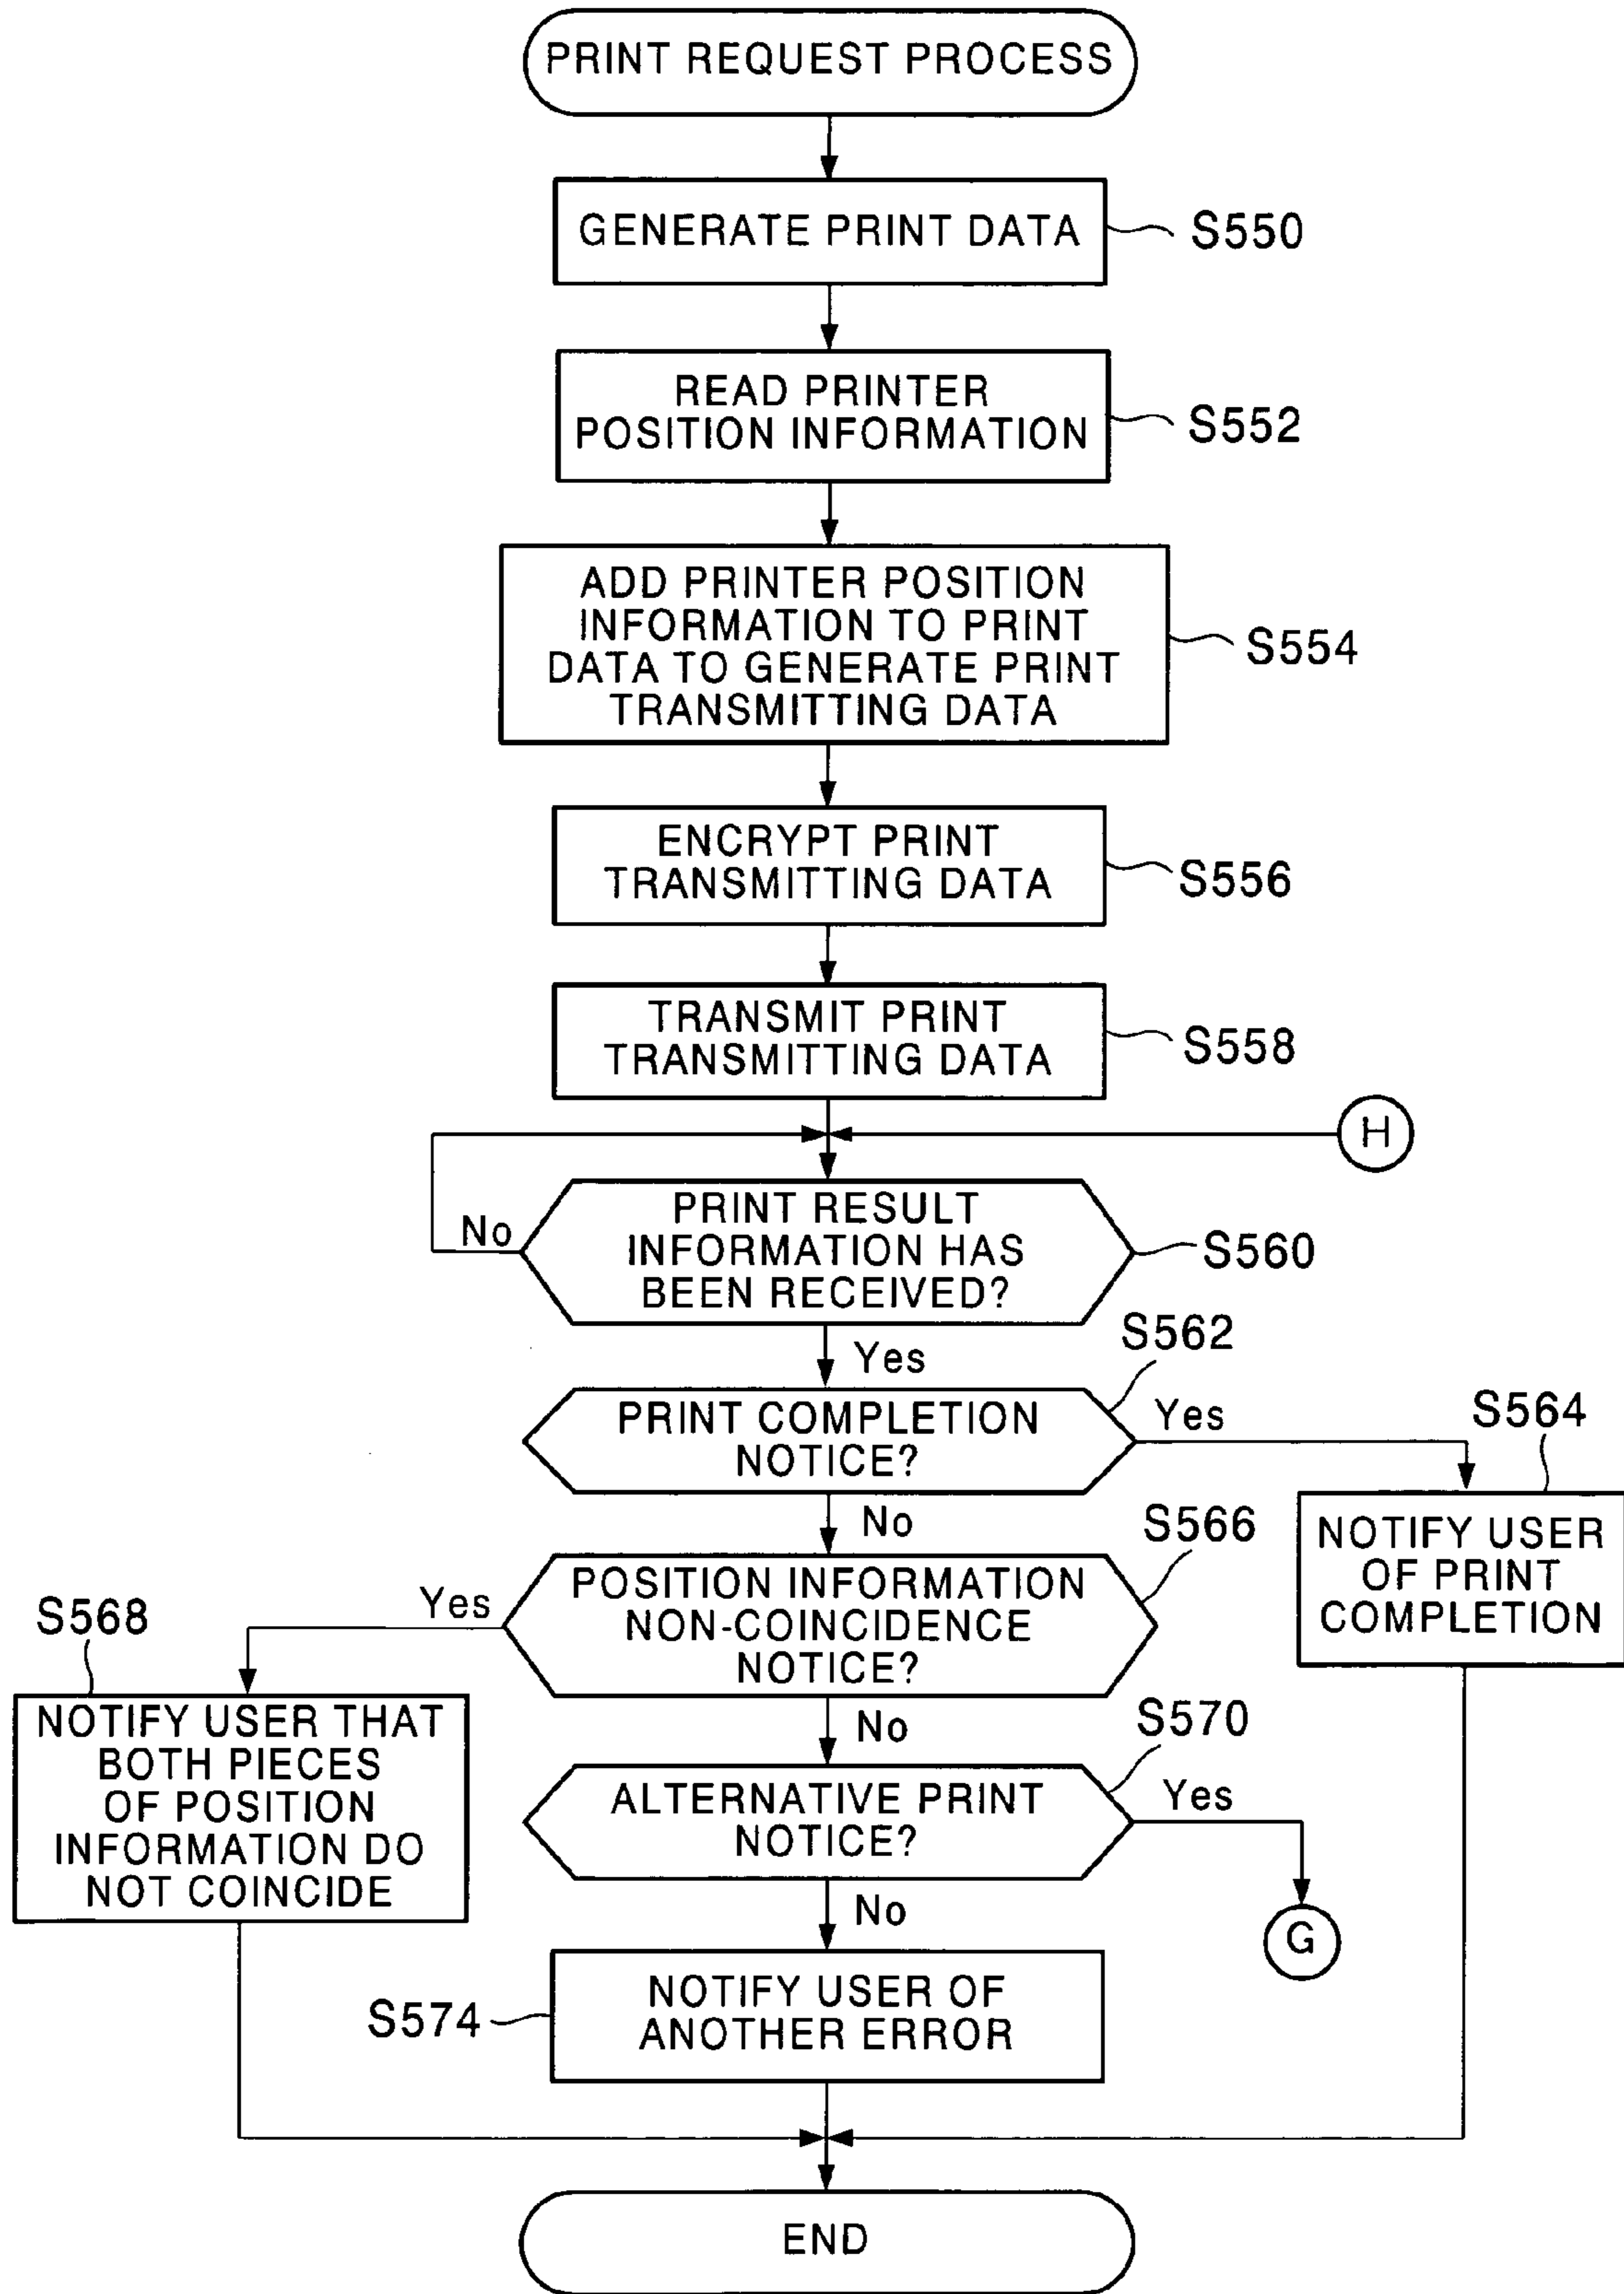 PRINT REQUEST PROCESS
GENERATE PRINT DATA
S550
READ PRINTER
POSITION INFORMATION
S552
ADD PRINTER POSITION
INFORMATION TO PRINT
DATA TO GENERATE PRINT
TRANSMITTING DATA
S554
ENCRYPT PRINT
TRANSMITTING DATA
S556
TRANSMIT PRINT
TRANSMITTING DATA
S558
H
PRINT RESULT
INFORMATION HAS
BEEN RECEIVED?
No
S560
Yes
S562
PRINT COMPLETION
NOTICE?
Yes
S564
No
NOTIFY USER
OF PRINT
COMPLETION
S566
POSITION INFORMATION
NON-COINCIDENCE
NOTICE?
Yes
S568
NOTIFY USER THAT
BOTH PIECES
OF POSITION
INFORMATION DO
NOT COINCIDE
No
S570
ALTERNATIVE PRINT
NOTICE?
Yes
G
No
NOTIFY USER OF
ANOTHER ERROR
S574
END